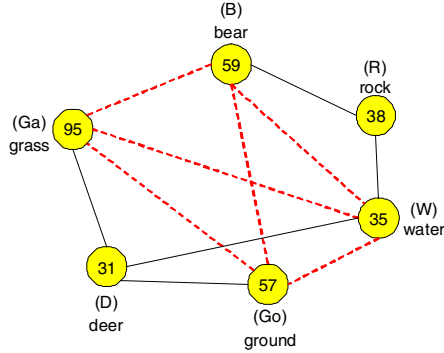 (B)
bear
59
(R)
rock
38
(Ga)
grass
95
(W)
water
35
31
(D)
deer
57
(Go)
ground